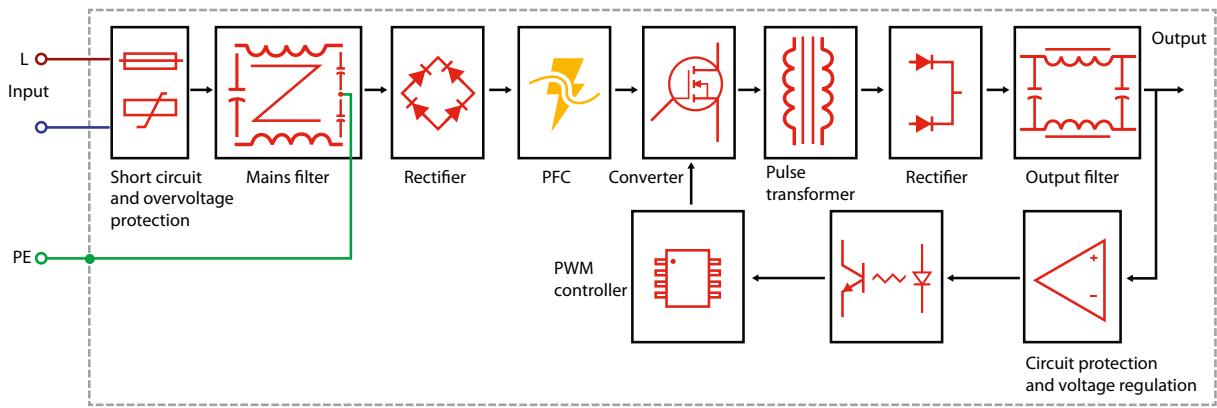 L
Input
PE
Short circuit
and overvoltage
protection
Mains filter
Rectifier
PFC
Converter
Pulse
transformer
Rectifier
Output filter
Output
PWM
controller
Circuit protection
and voltage regulation